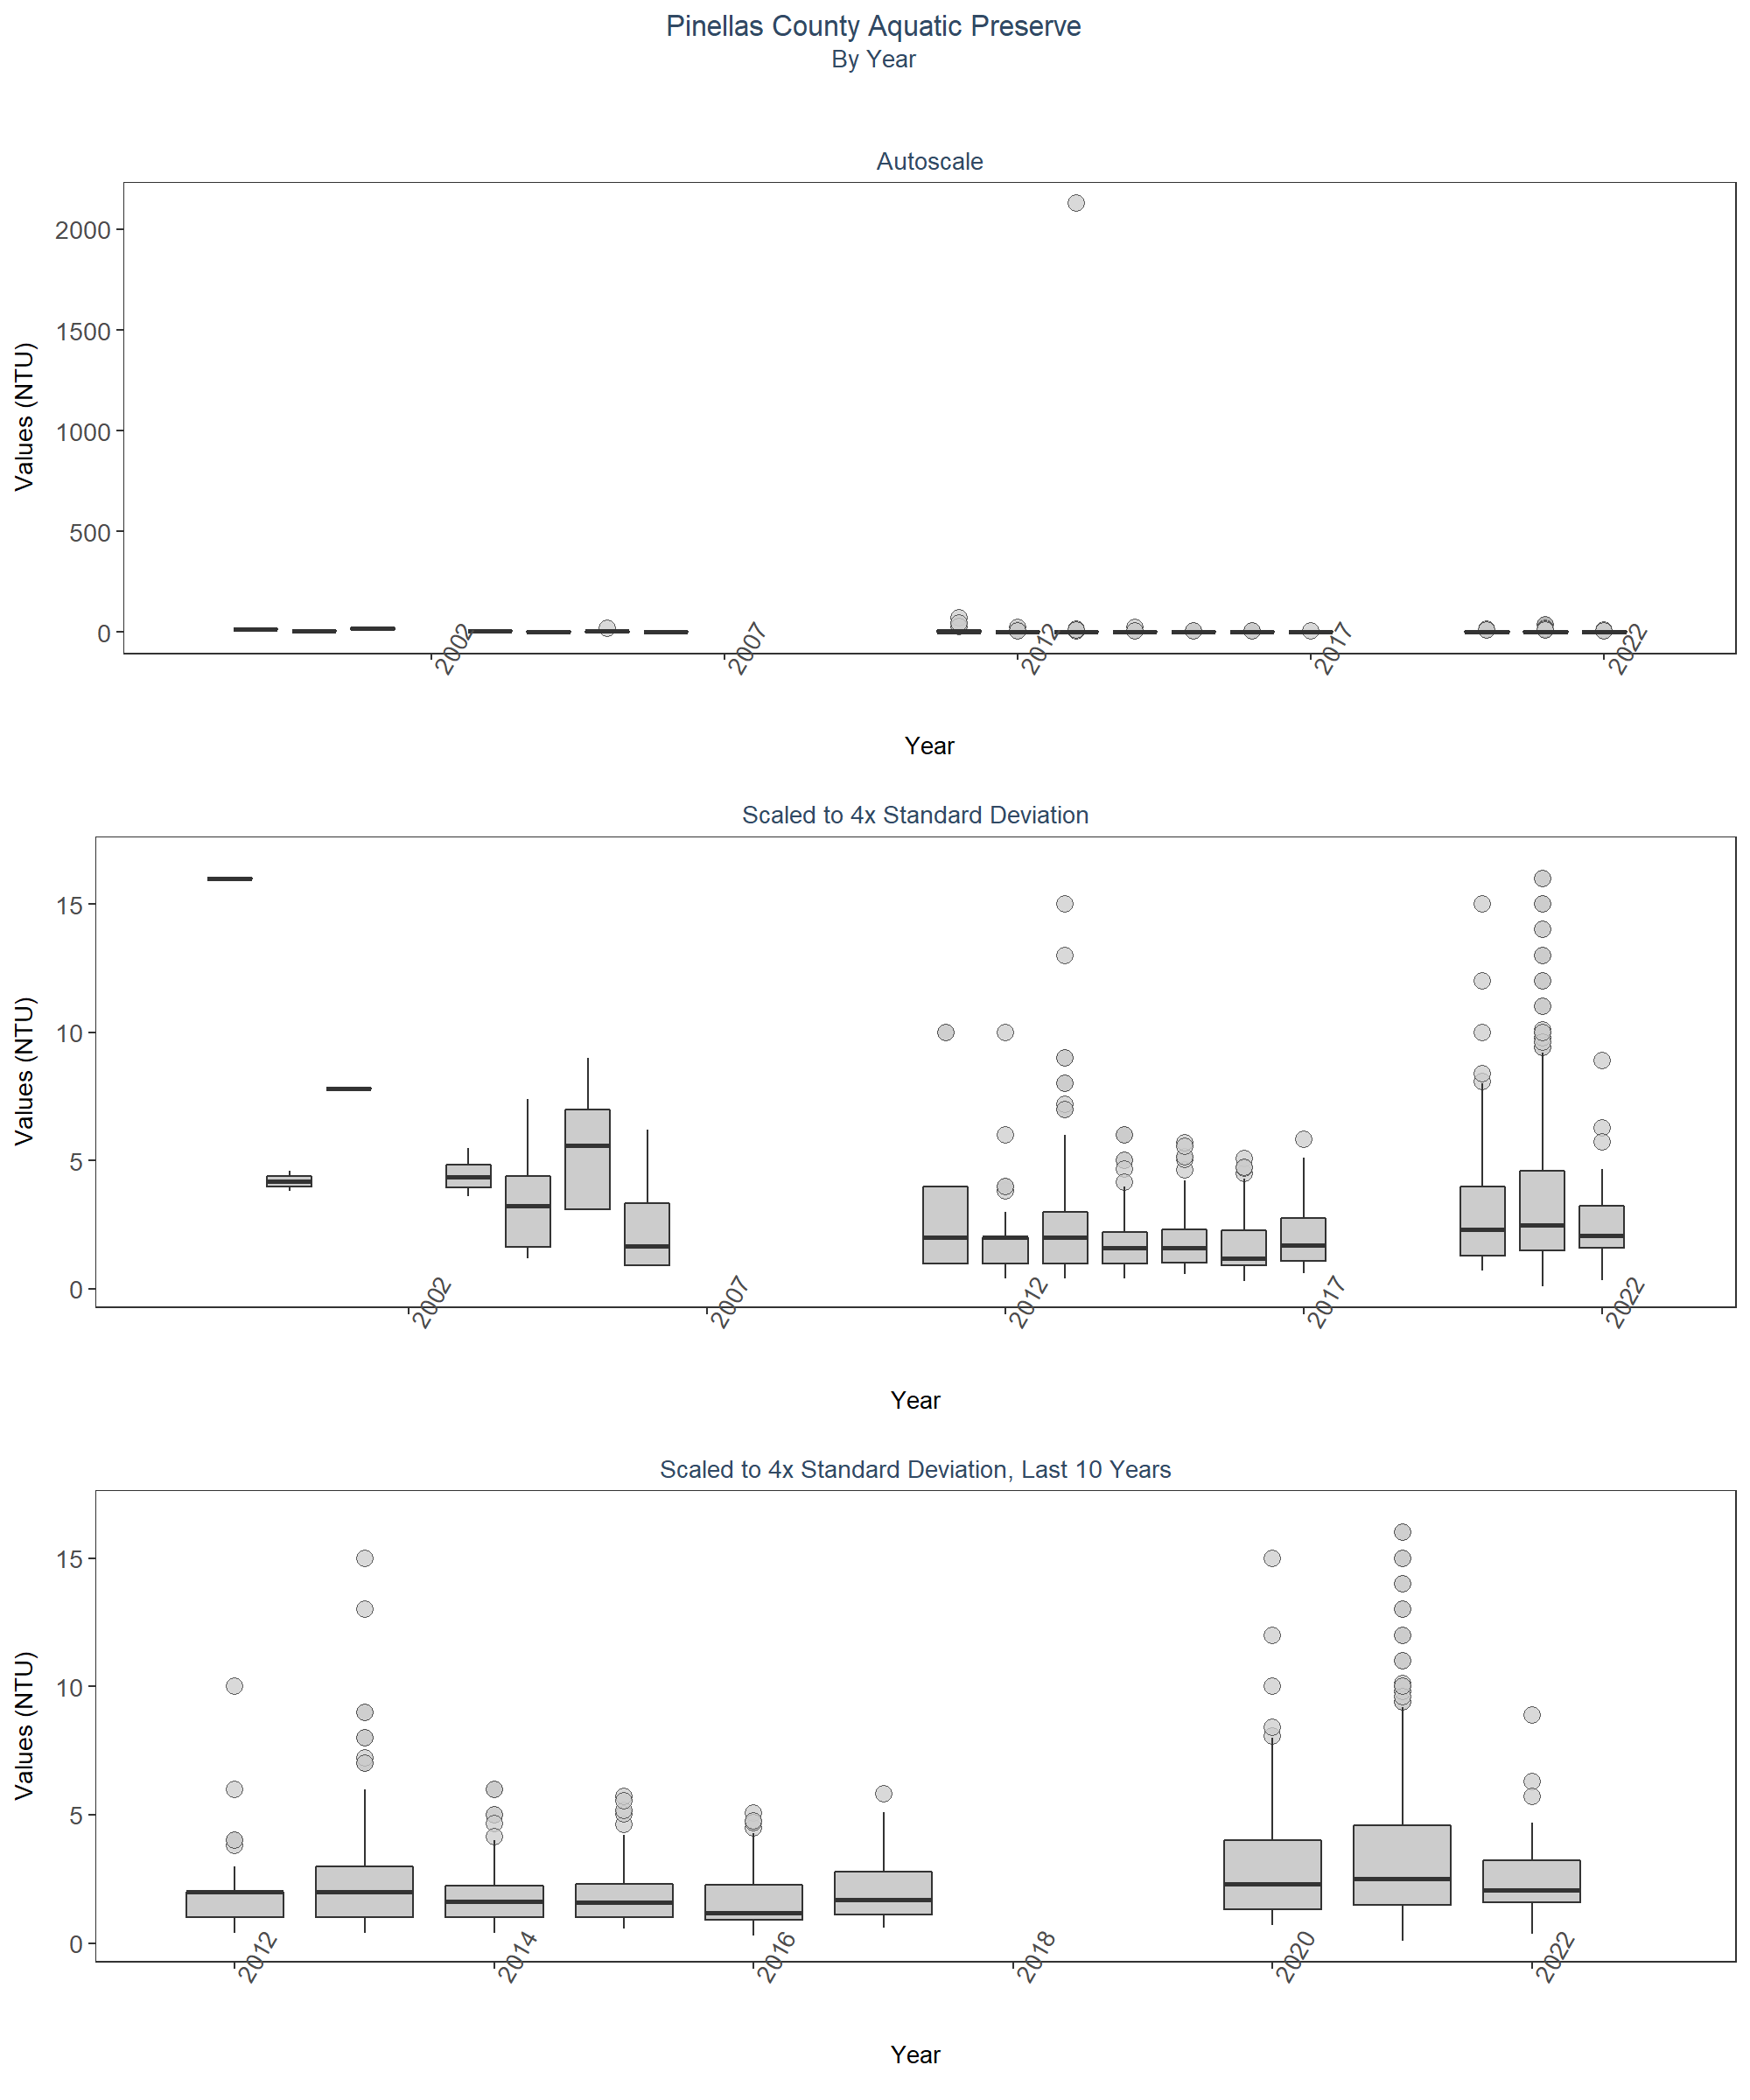 Pinellas County Aquatic Preserve
By Year
Autoscale
Values (NTU)
2000
1500
1000
500
0
2002
2007
2012
2017
2022
Year
Scaled to 4x Standard Deviation
Values (NTU)
15
10
5
0
2002
2007
2012
2017
2022
Year
Scaled to 4x Standard Deviation, Last 10 Years
Values (NTU)
15
10
5
0
2012
2014
2016
2018
2020
2022
Year